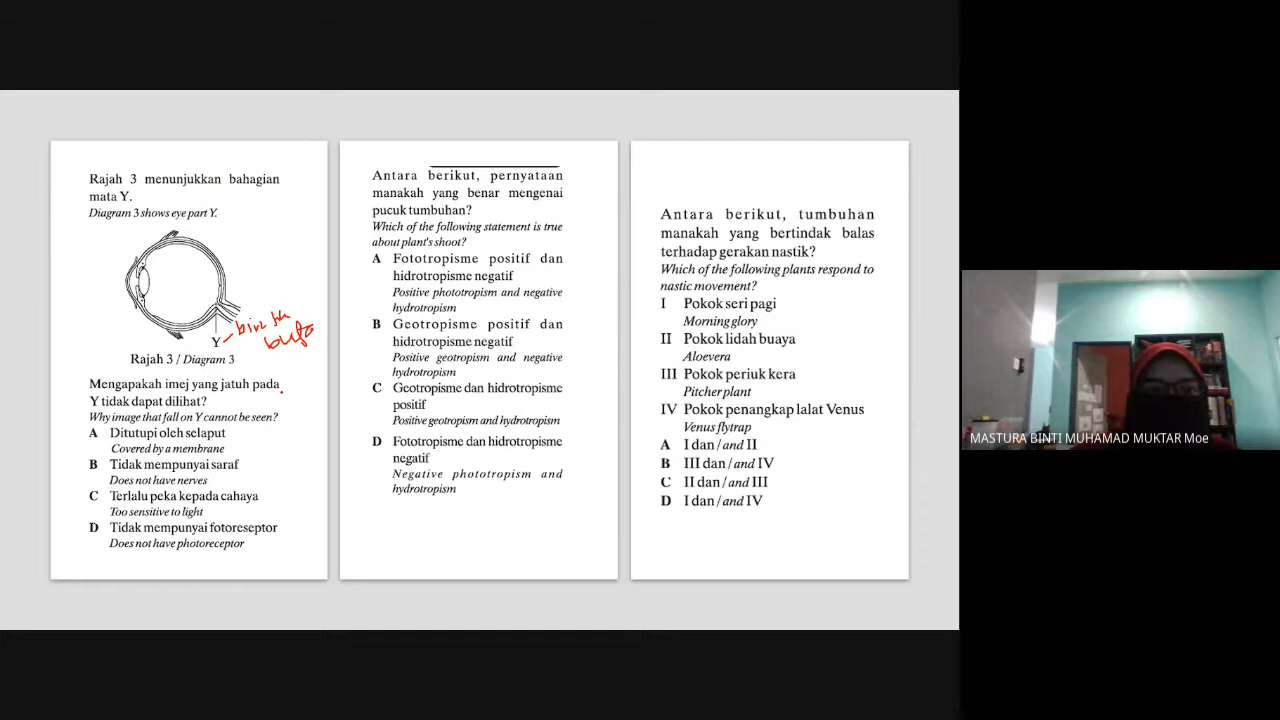 Rajah 3 menunjukkan bahagian
mata Y.
Diagram 3 shows eye part Y.
Y
bintik
buta
Rajah 3 / Diagram 3
Mengapakah imej yang jatuh pada
Y tidak dapat dilihat?
Why image that fall on Y cannot be seen?
A Ditutupi oleh selaput
Covered by a membrane
B Tidak mempunyai saraf
Does not have nerves
C Terlalu peka kepada cahaya
Too sensitive to light
D Tidak mempunyai fotoreseptor
Does not have photoreceptor
Antara berikut, pernyataan
manakah yang benar mengenai
pucuk tumbuhan?
Which of the following statement is true
about plant's shoot?
A Fototropisme positif dan
hidrotropisme negatif
Positive phototropism and negative
hydrotropism
B Geotropisme positif dan
hidrotropisme negatif
Positive geotropism and negative
hydrotropism
C Geotropisme dan hidrotropisme
positif
Positive geotropism and hydrotropism
D Fototropisme dan hidrotropisme
negatif
Negative phototropism and
hydrotropism
Antara berikut, tumbuhan
manakah yang bertindak balas
terhadap gerakan nastik?
Which of the following plants respond to
nastic movement?
I Pokok seri pagi
Morning glory
II Pokok lidah buaya
Aloevera
III Pokok periuk kera
Pitcher plant
IV Pokok penangkap lalat Venus
Venus flytrap
A I dan / and II
B III dan / and IV
C II dan / and III
D I dan / and IV
MASTURA BINTI MUHAMAD MUKTAR Moe